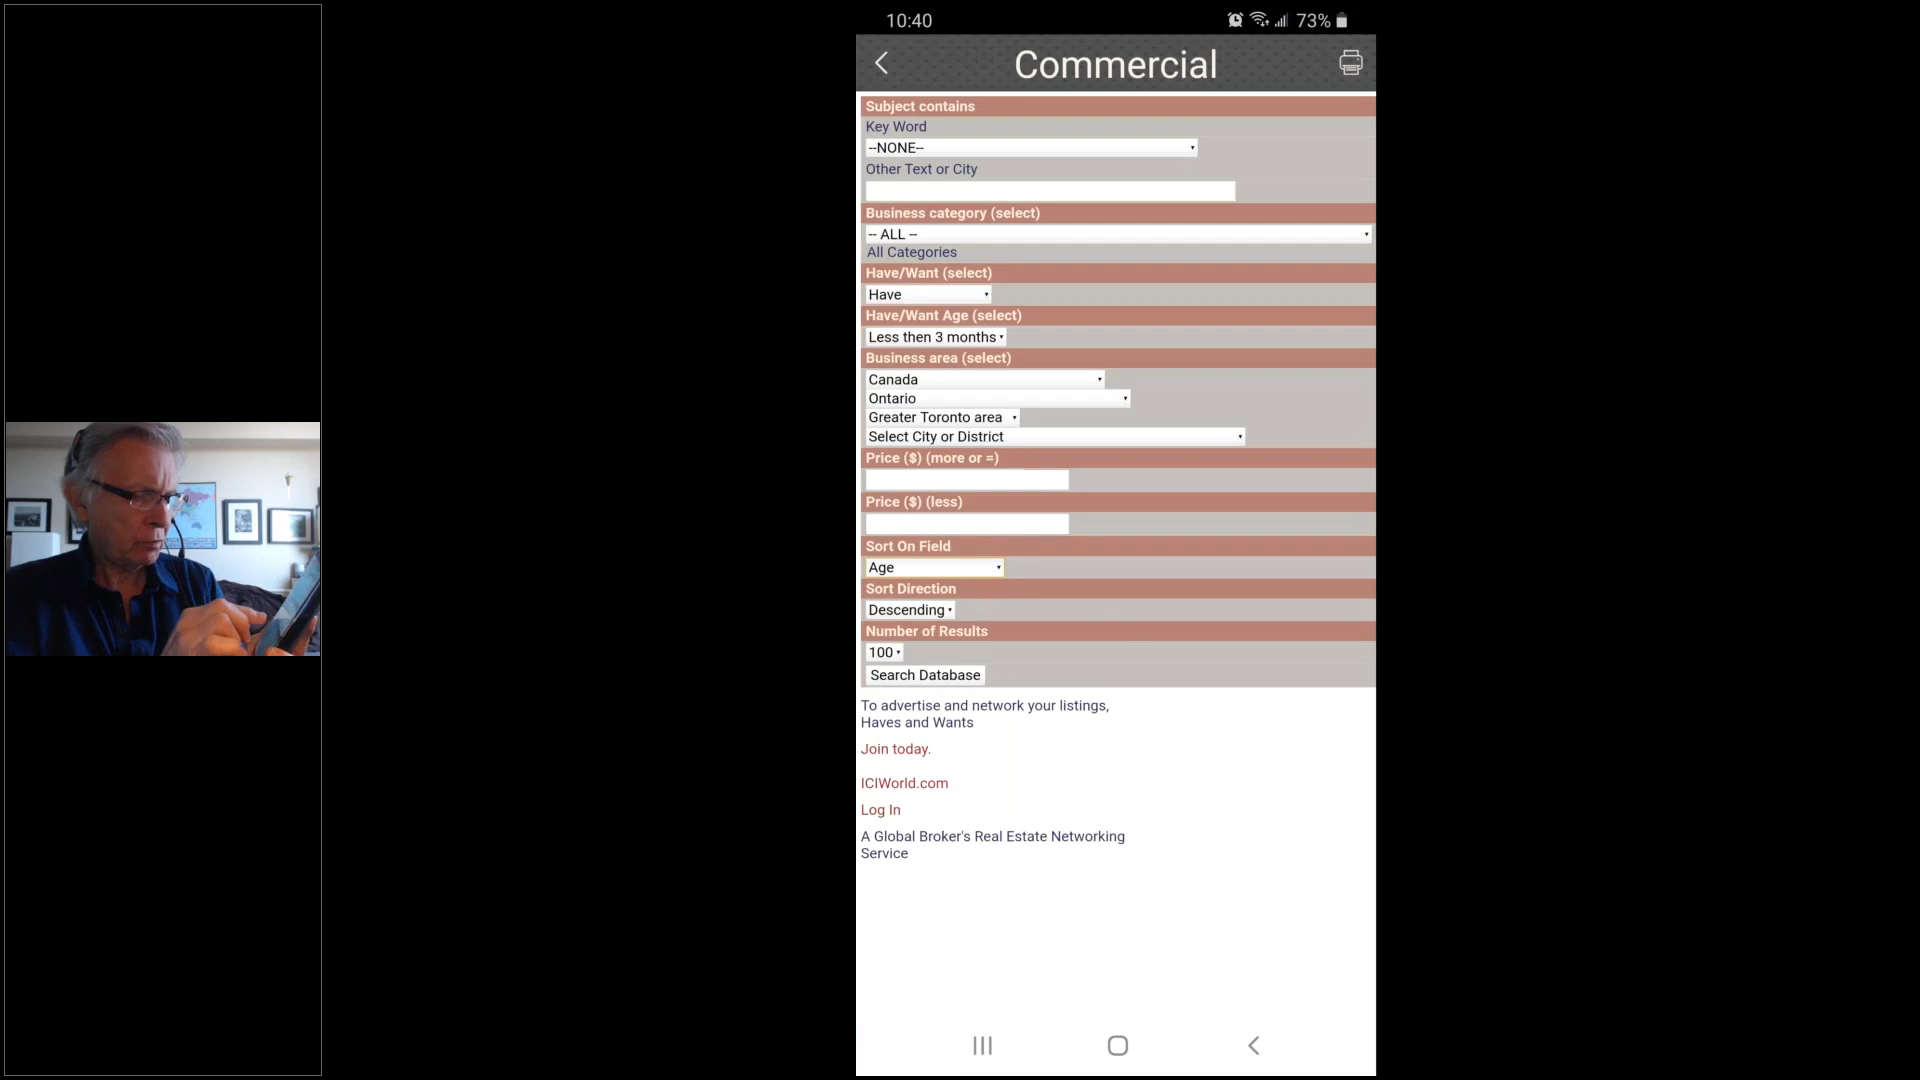 10:40
73%
Commercial
Subject contains
Key Word
--NONE--
Other Text or City
Business category (select)
-- ALL --
All Categories
Have/Want (select)
Have
Have/Want Age (select)
Less then 3 months
Business area (select)
Canada
Ontario
Greater Toronto area
Select City or District
Price ($) (more or =)
Price ($) (less)
Sort On Field
Age
Sort Direction
Descending
Number of Results
100
Search Database
To advertise and network your listings,
Haves and Wants
Join today.
ICIWorld.com
Log In
A Global Broker's Real Estate Networking
Service